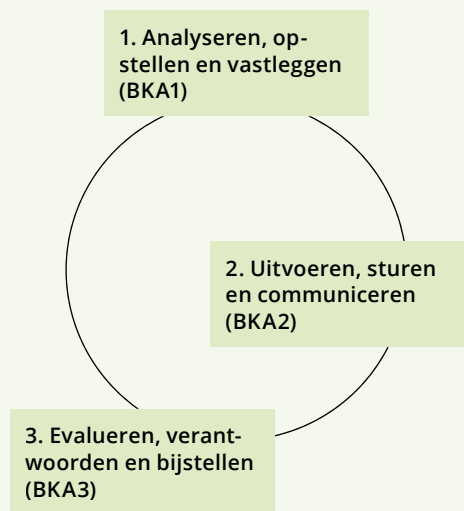 1. Analyseren, op-
stellen en vastleggen
(BKA1)
2. Uitvoeren, sturen
en communiceren
(BKA2)
3. Evalueren, verant-
woorden en bijstellen
(BKA3)